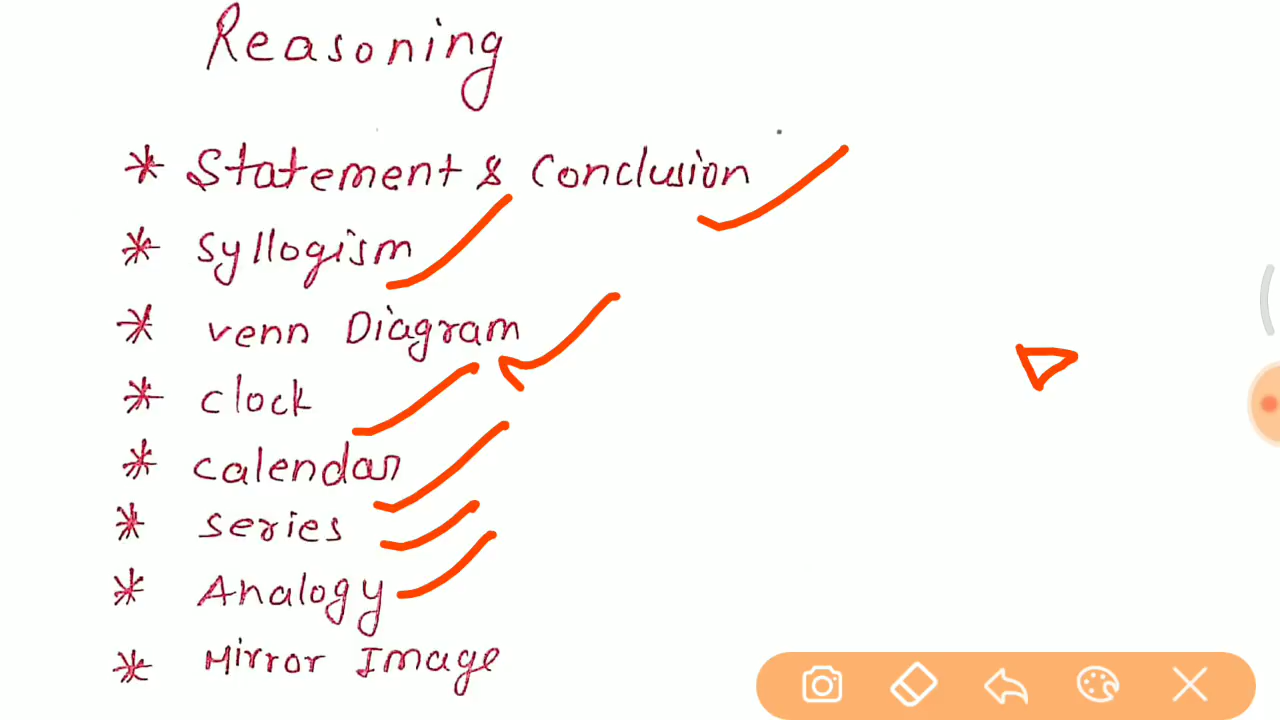 Reasoning
* Statement & Conclusion
* Syllogism
* Venn Diagram
* Clock
* Calendar
* Series
* Analogy
* Mirror Image